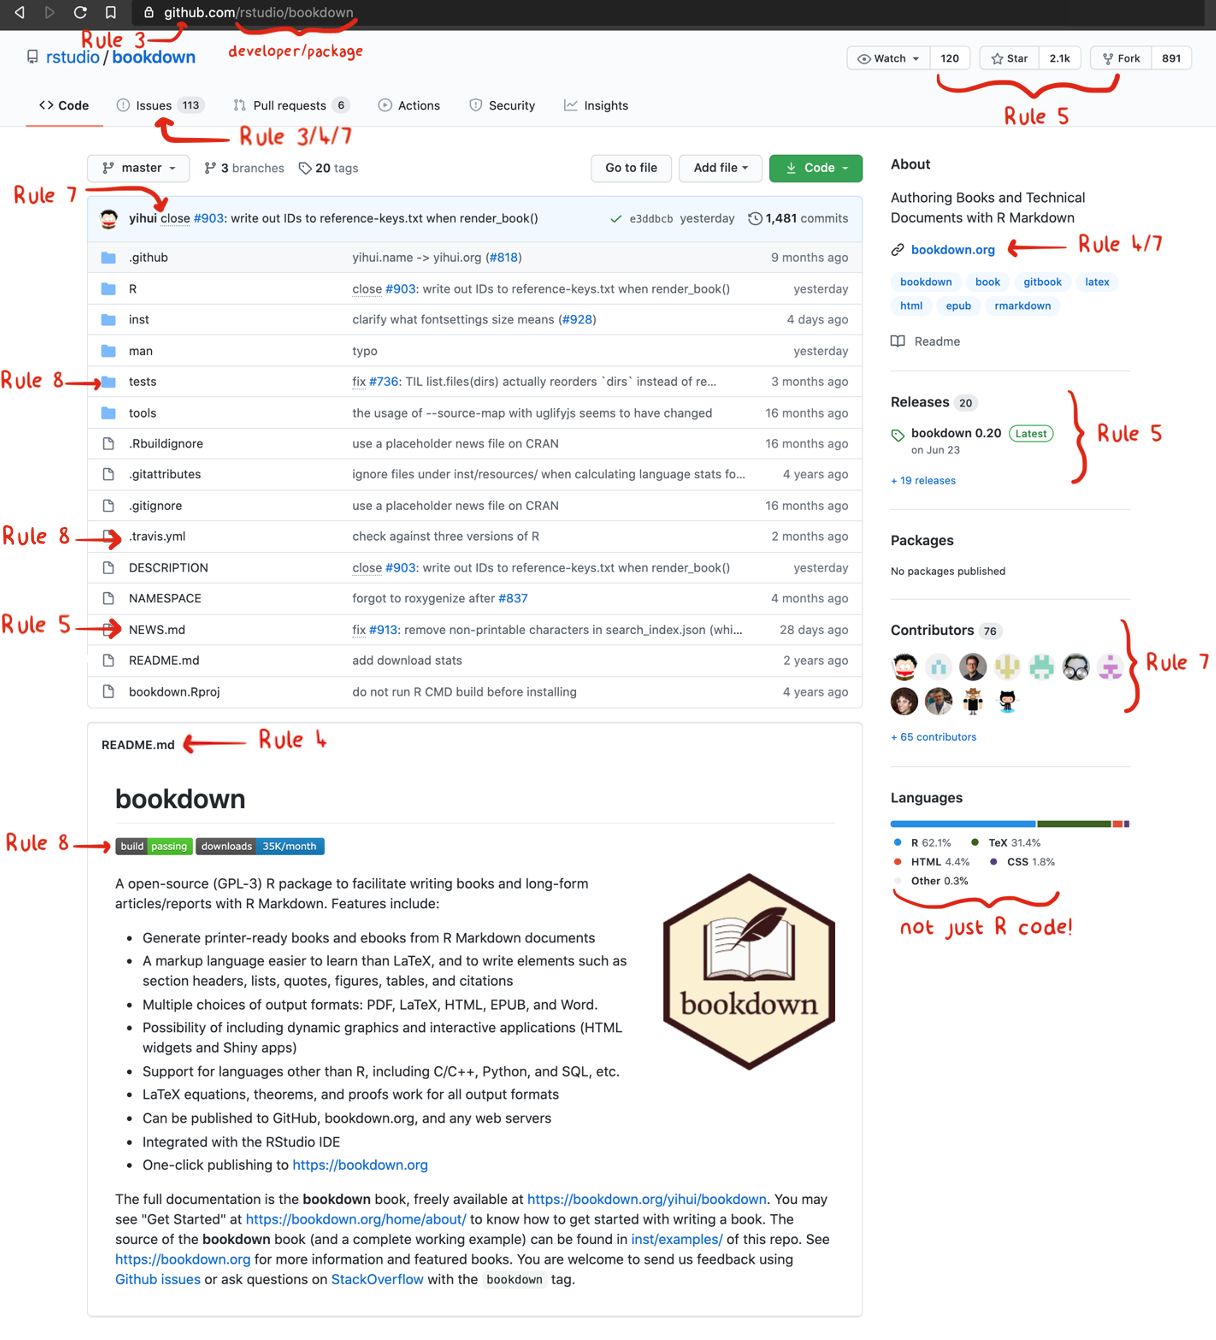 github.com/rstudio/bookdown
Rule 3
developer/package
rstudio / bookdown
Watch 120 Star 2.1k Fork 891
Rule 5
<> Code Issues 113 Pull requests 6 Actions Security Insights
Rule 3/4/7
master 3 branches 20 tags Go to file Add file Code
Rule 7
yihui close #903: write out IDs to reference-keys.txt when render_book() e3ddbcb yesterday 1,481 commits
.github yihui.name -> yihui.org (#818) 9 months ago
R close #903: write out IDs to reference-keys.txt when render_book() yesterday
inst clarify what fontsettings size means (#928) 4 days ago
man typo yesterday
Rule 8
tests fix #736: TIL list.files(dirs) actually reorders `dirs` instead of re... 3 months ago
tools the usage of --source-map with uglifyjs seems to have changed 16 months ago
.Rbuildignore use a placeholder news file on CRAN 16 months ago
.gitattributes ignore files under inst/resources/ when calculating language stats fo... 4 years ago
.gitignore use a placeholder news file on CRAN 16 months ago
Rule 8
.travis.yml check against three versions of R 2 months ago
DESCRIPTION close #903: write out IDs to reference-keys.txt when render_book() yesterday
NAMESPACE forgot to roxygenize after #837 4 months ago
Rule 5
NEWS.md fix #913: remove non-printable characters in search_index.json (whi... 28 days ago
README.md add download stats 2 years ago
bookdown.Rproj do not run R CMD build before installing 4 years ago
About
Authoring Books and Technical
Documents with R Markdown
bookdown.org
Rule 4/7
bookdown book gitbook latex
html epub rmarkdown
Readme
Releases 20
bookdown 0.20 Latest
on Jun 23
Rule 5
+ 19 releases
Packages
No packages published
Contributors 76
Rule 7
+ 65 contributors
Languages
R 62.1% TeX 31.4%
HTML 4.4% CSS 1.8%
Other 0.3%
not just R code!
README.md
Rule 4
bookdown
Rule 8
build passing downloads 35K/month
A open-source (GPL-3) R package to facilitate writing books and long-form
articles/reports with R Markdown. Features include:
• Generate printer-ready books and ebooks from R Markdown documents
• A markup language easier to learn than LaTeX, and to write elements such as
section headers, lists, quotes, figures, tables, and citations
• Multiple choices of output formats: PDF, LaTeX, HTML, EPUB, and Word.
• Possibility of including dynamic graphics and interactive applications (HTML
widgets and Shiny apps)
• Support for languages other than R, including C/C++, Python, and SQL, etc.
• LaTeX equations, theorems, and proofs work for all output formats
• Can be published to GitHub, bookdown.org, and any web servers
• Integrated with the RStudio IDE
• One-click publishing to https://bookdown.org
bookdown
The full documentation is the bookdown book, freely available at https://bookdown.org/yihui/bookdown. You may
see "Get Started" at https://bookdown.org/home/about/ to know how to get started with writing a book. The
source of the bookdown book (and a complete working example) can be found in inst/examples/ of this repo. See
https://bookdown.org for more information and featured books. You are welcome to send us feedback using
Github issues or ask questions on StackOverflow with the bookdown tag.